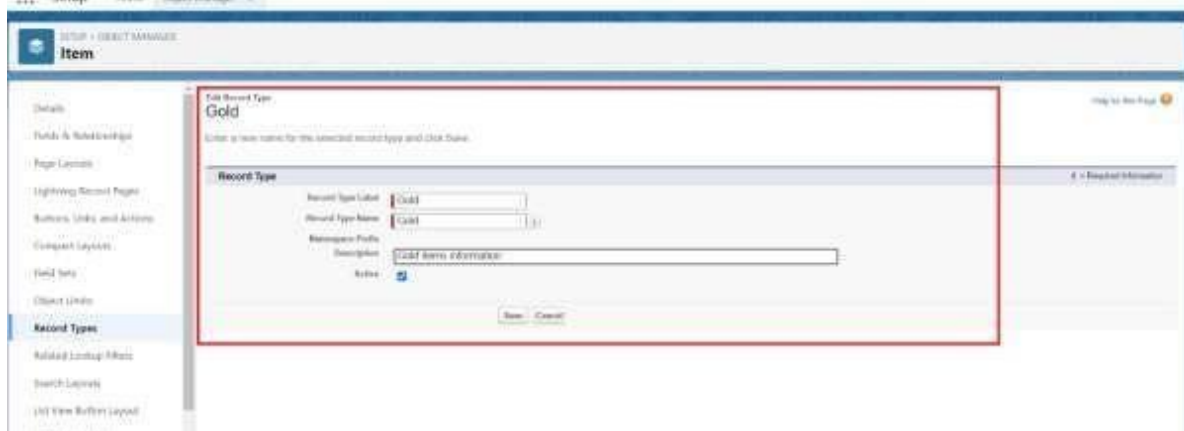 Setup
SETUP > OBJECT MANAGER
Item
Details
Fields & Relationships
Page Layouts
Lightning Record Pages
Buttons, Links, and Actions
Compact Layouts
Field Sets
Object Limits
Record Types
Related Lookup Filters
Search Layouts
List View Button Layout
Edit Record Type
Gold
Enter a new name for the selected record type and click Save.
Help for this Page
Record Type
= Required Information
Record Type Label Gold
Record Type Name Gold
Namespace Prefix
Description Gold items information
Active
Save Cancel